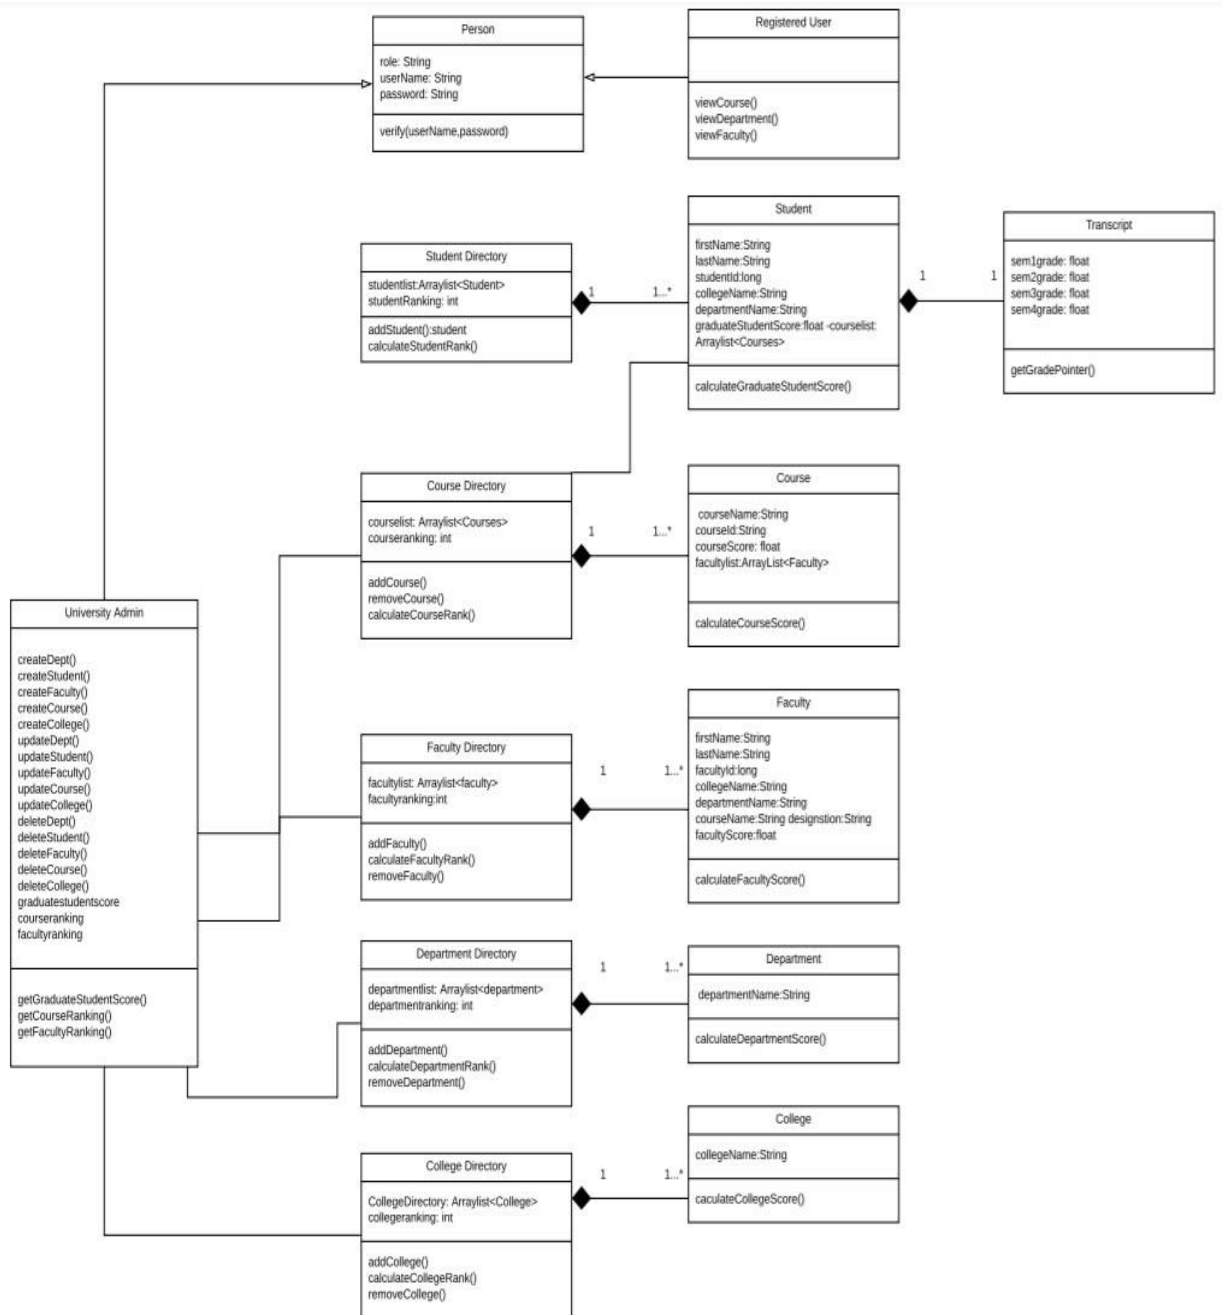 Person
role: String
userName: String
password: String
verify(userName,password)
Registered User
viewCourse()
viewDepartment()
viewFaculty()
Student Directory
studentlist:Arraylist<Student>
studentRanking: int
addStudent():student
calculateStudentRank()
1
1...*
Student
firstName:String
lastName:String
studentId:long
collegeName:String
departmentName:String
graduateStudentScore:float -courselist:
Arraylist<Courses>
calculateGraduateStudentScore()
1
1
Transcript
sem1grade: float
sem2grade: float
sem3grade: float
sem4grade: float
getGradePointer()
Course Directory
courselist: Arraylist<Courses>
courseranking: int
addCourse()
removeCourse()
calculateCourseRank()
1
1...*
Course
courseName:String
courseId:String
courseScore: float
facultylist:ArrayList<Faculty>
calculateCourseScore()
University Admin
createDept()
createStudent()
createFaculty()
createCourse()
createCollege()
updateDept()
updateStudent()
updateFaculty()
updateCourse()
updateCollege()
deleteDept()
deleteStudent()
deleteFaculty()
deleteCourse()
deleteCollege()
graduatestudentscore
courseranking
facultyranking
getGraduateStudentScore()
getCourseRanking()
getFacultyRanking()
Faculty Directory
facultylist: Arraylist<faculty>
facultyranking:int
addFaculty()
calculateFacultyRank()
removeFaculty()
1
1...*
Faculty
firstName:String
lastName:String
facultyId:long
collegeName:String
departmentName:String
courseName:String designstion:String
facultyScore:float
calculateFacultyScore()
Department Directory
departmentlist: Arraylist<department>
departmentranking: int
addDepartment()
calculateDepartmentRank()
removeDepartment()
1
1...*
Department
departmentName:String
calculateDepartmentScore()
College Directory
CollegeDirectory: Arraylist<College>
collegeranking: int
addCollege()
calculateCollegeRank()
removeCollege()
1
1...*
College
collegeName:String
caculateCollegeScore()